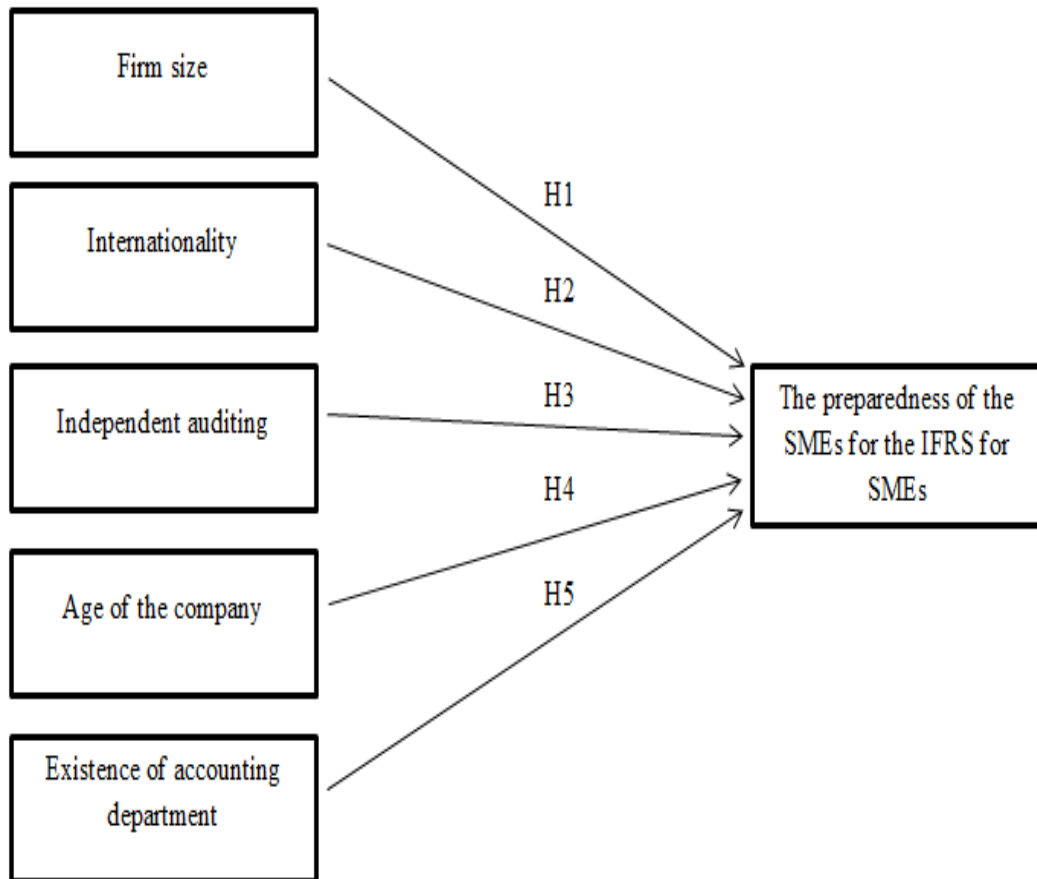 Firm size
H1
Internationality
H2
Independent auditing
H3
The preparedness of the
SMEs for the IFRS for
SMEs
H4
Age of the company
H5
Existence of accounting
department